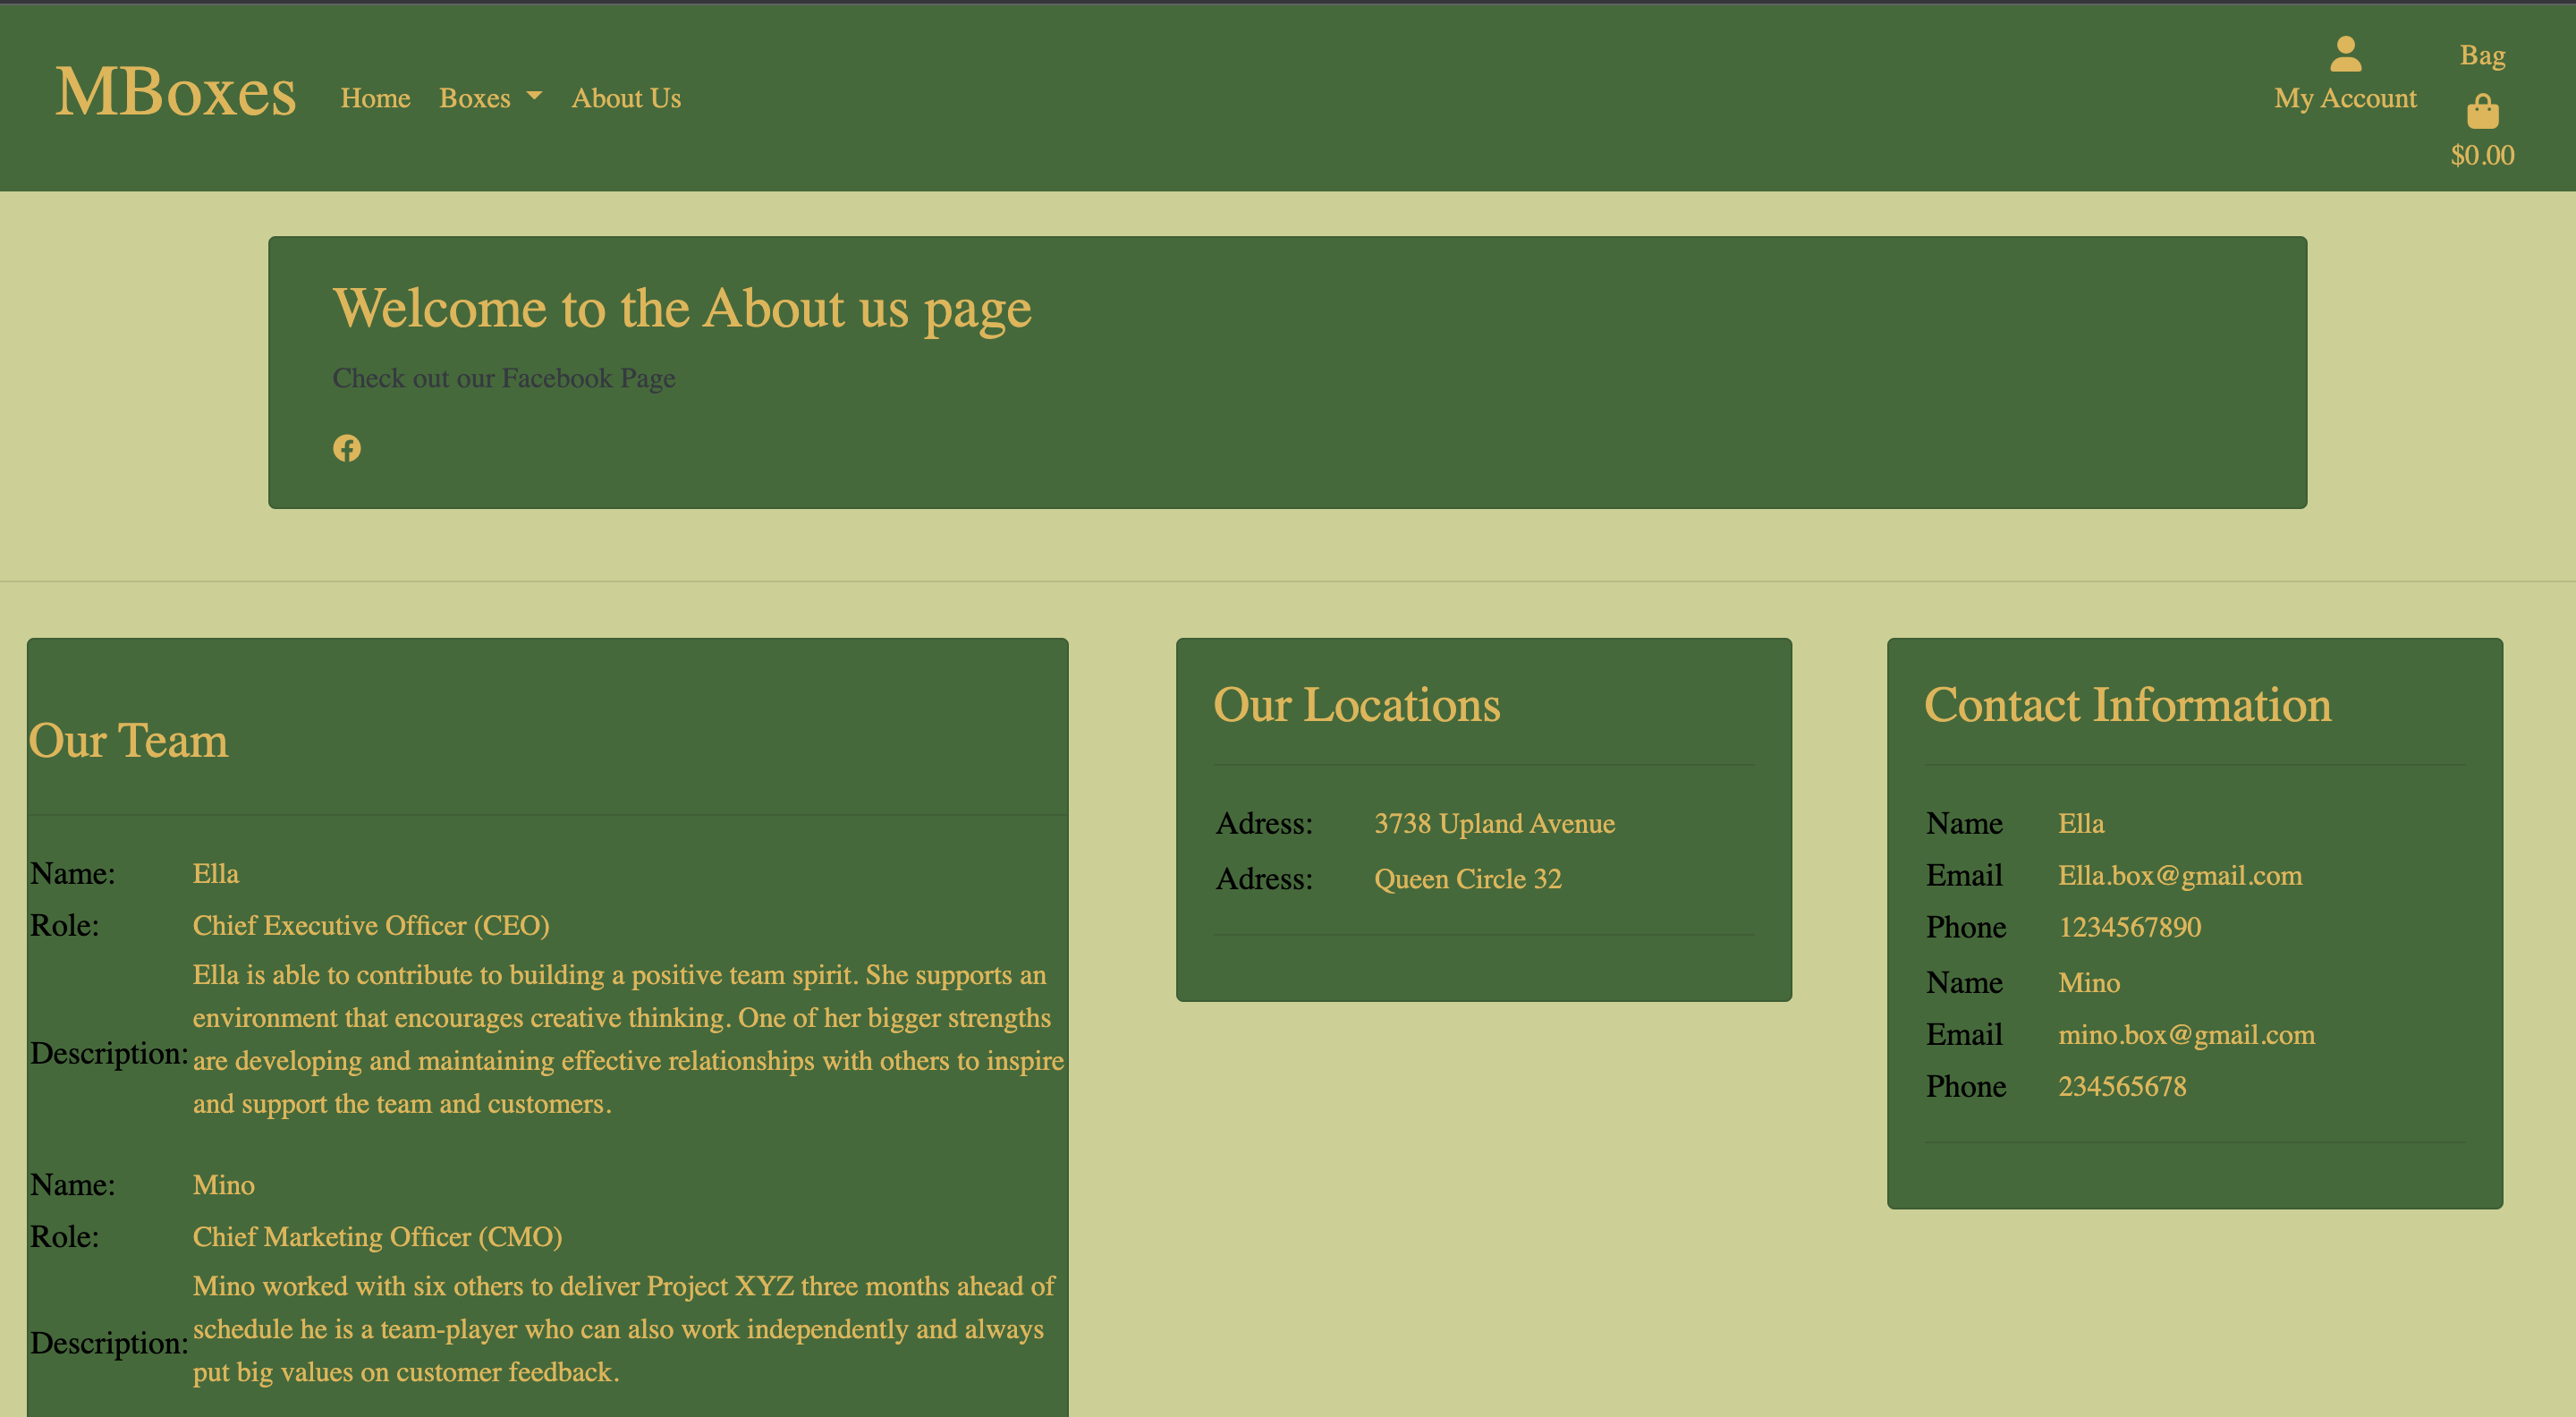 MBoxes
Home
Boxes
About Us
My Account
Bag
$0.00
Welcome to the About us page
Check out our Facebook Page
Our Team
Name: Ella
Role: Chief Executive Officer (CEO)
Description: Ella is able to contribute to building a positive team spirit. She supports an
environment that encourages creative thinking. One of her bigger strengths
are developing and maintaining effective relationships with others to inspire
and support the team and customers.
Name: Mino
Role: Chief Marketing Officer (CMO)
Description: Mino worked with six others to deliver Project XYZ three months ahead of
schedule he is a team-player who can also work independently and always
put big values on customer feedback.
Our Locations
Adress: 3738 Upland Avenue
Adress: Queen Circle 32
Contact Information
Name Ella
Email Ella.box@gmail.com
Phone 1234567890
Name Mino
Email mino.box@gmail.com
Phone 234565678